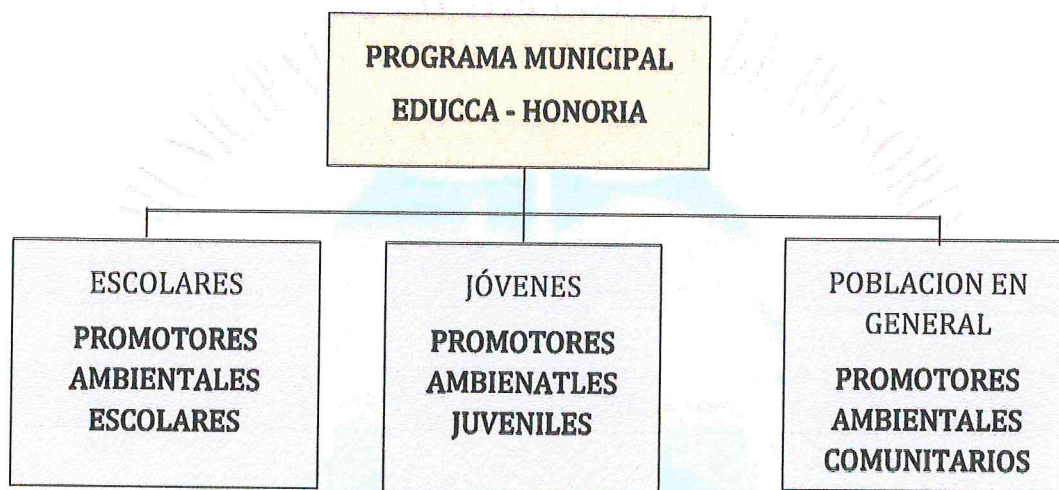 PROGRAMA MUNICIPAL
EDUCCA - HONORIA
ESCOLARES
PROMOTORES
AMBIENTALES
ESCOLARES
JÓVENES
PROMOTORES
AMBIENATLES
JUVENILES
POBLACION EN
GENERAL
PROMOTORES
AMBIENTALES
COMUNITARIOS